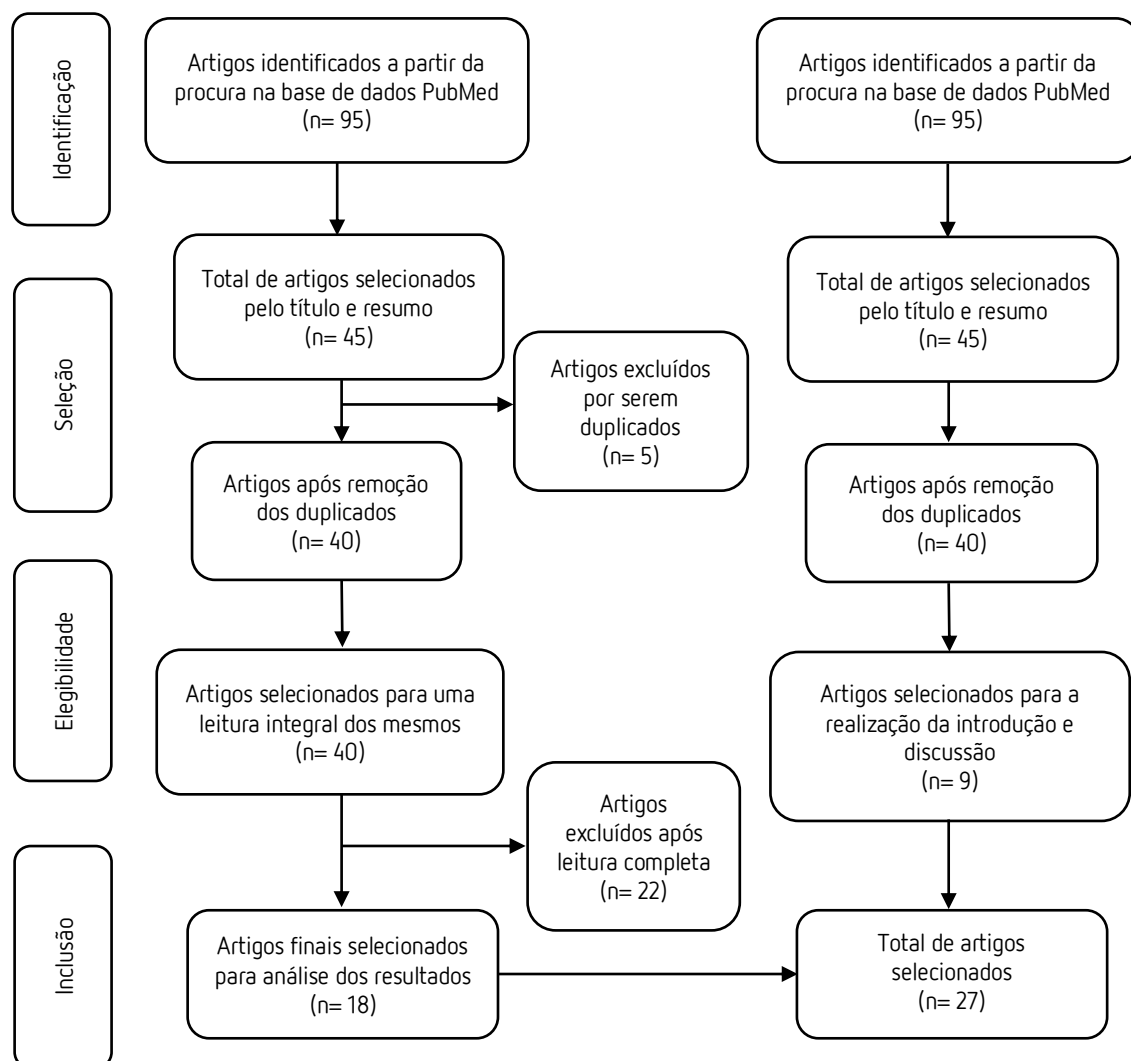 Identificação
Artigos identificados a partir da
procura na base de dados PubMed
(n= 95)
Artigos identificados a partir da
procura na base de dados PubMed
(n= 95)
Seleção
Total de artigos selecionados
pelo título e resumo
(n= 45)
Total de artigos selecionados
pelo título e resumo
(n= 45)
Artigos excluídos
por serem
duplicados
(n= 5)
Artigos após remoção
dos duplicados
(n= 40)
Artigos após remoção
dos duplicados
(n= 40)
Elegibilidade
Artigos selecionados para uma
leitura integral dos mesmos
(n= 40)
Artigos selecionados para a
realização da introdução e
discussão
(n= 9)
Artigos
excluídos após
leitura completa
(n= 22)
Inclusão
Artigos finais selecionados
para análise dos resultados
(n= 18)
Total de artigos
selecionados
(n= 27)